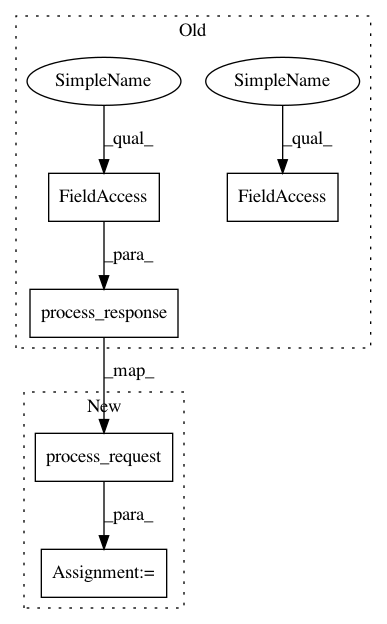 Old
SimpleName SimpleName
_qual_ _qual_
FieldAccess FieldAccess
_para_
process_response
_map_
New
process_request
_para_
Assignment:=